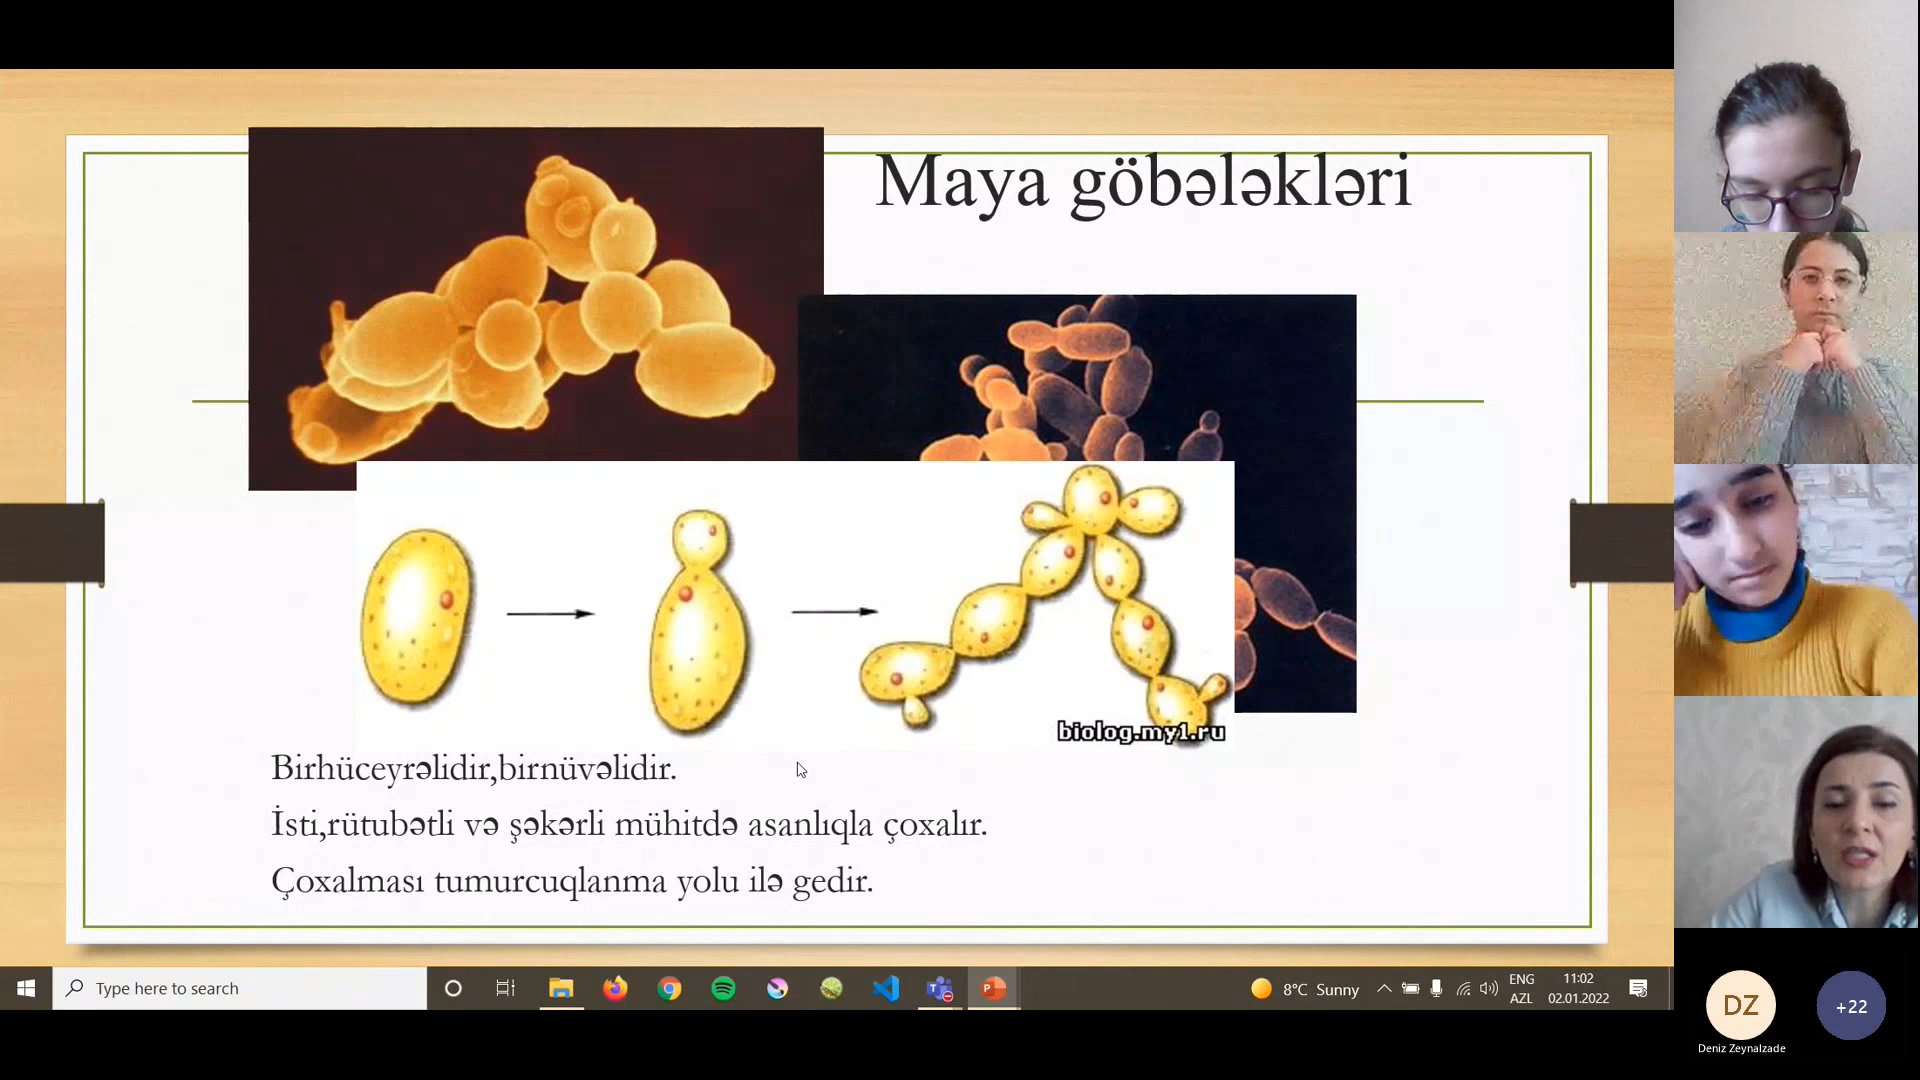 Maya göbələkləri
biolog.my1.ru
Birhüceyrəlidir,birnüvəlidir.
İsti,rütubətli və şəkərli mühitdə asanlıqla çoxalır.
Çoxalması tumurcuqlanma yolu ilə gedir.
Type here to search
8°C Sunny
ENG
AZL
11:02
02.01.2022
DZ
Deniz Zeynalzade
+22